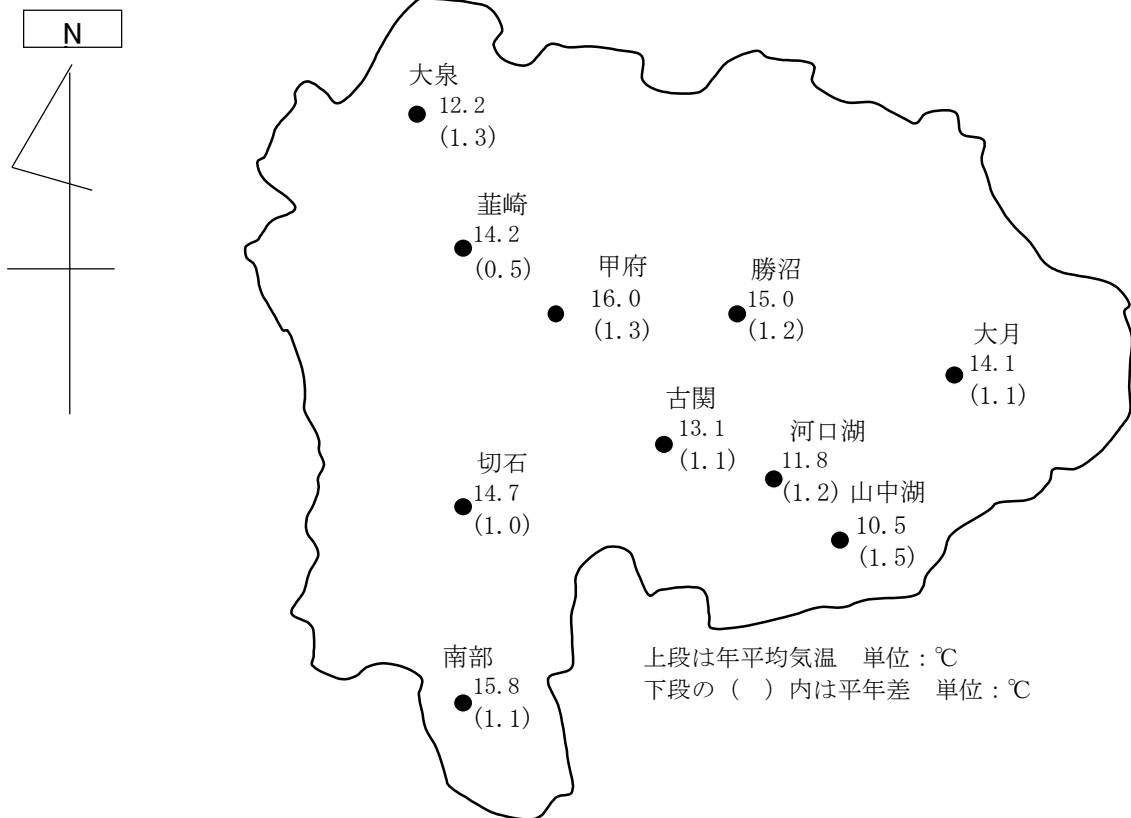 N
大泉
12.2
(1.3)
韮崎
14.2
(0.5)
甲府
16.0
(1.3)
勝沼
15.0
(1.2)
大月
14.1
(1.1)
古関
13.1
(1.1)
河口湖
11.8
(1.2)
山中湖
10.5
(1.5)
切石
14.7
(1.0)
南部
15.8
(1.1)
上段は年平均気温　単位：℃
下段の（　）内は平年差　単位：℃